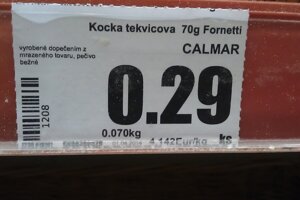 Kocka tekvicova 70g Fornetti
CALMAR
vyrobené dopečením z
mrazeného tovaru, pečivo
bežné
0.29
1208
0.070kg
4.142Eur/kg
ks